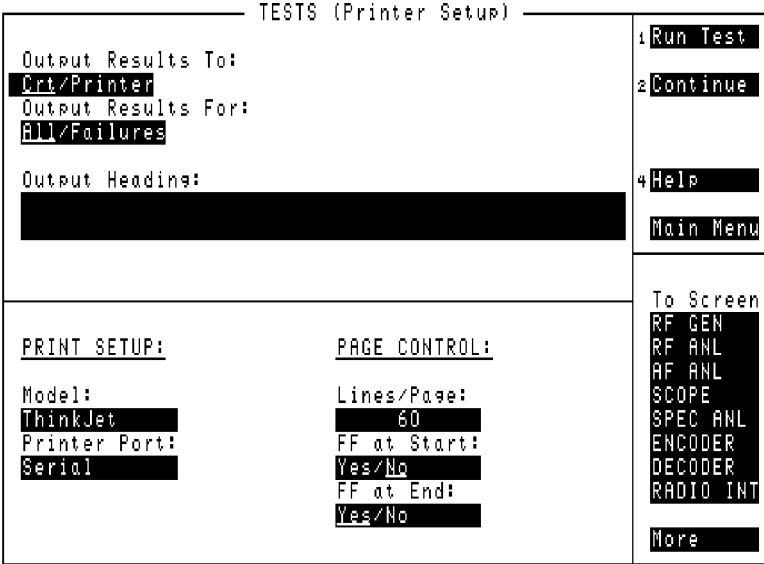 TESTS (Printer Setup)
Output Results To:
Crt/Printer
Output Results For:
All/Failures
Output Heading:
PRINT SETUP:
Model:
ThinkJet
Printer Port:
Serial
PAGE CONTROL:
Lines/Page:
60
FF at Start:
Yes/No
FF at End:
Yes/No
1 Run Test
2 Continue
4 Help
Main Menu
To Screen
RF GEN
RF ANL
AF ANL
SCOPE
SPEC ANL
ENCODER
DECODER
RADIO INT
More